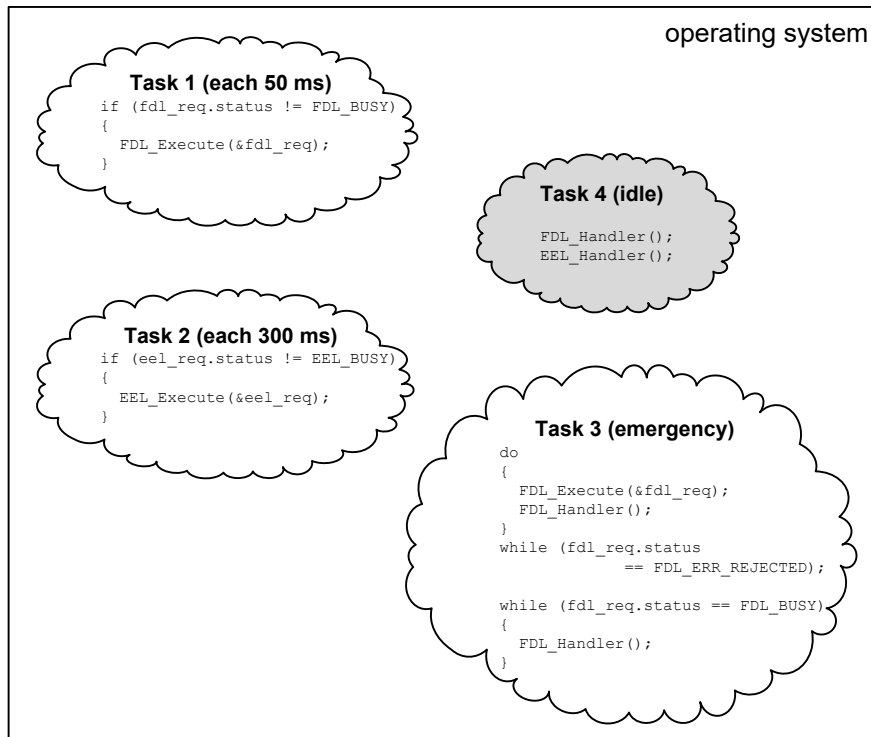 operating system
Task 1 (each 50 ms)
if (fdl_req.status != FDL_BUSY)
{
  FDL_Execute(&fdl_req);
}
Task 4 (idle)
FDL_Handler();
EEL_Handler();
Task 2 (each 300 ms)
if (eel_req.status != EEL_BUSY)
{
  EEL_Execute(&eel_req);
}
Task 3 (emergency)
do
{
  FDL_Execute(&fdl_req);
  FDL_Handler();
}
while (fdl_req.status
             == FDL_ERR_REJECTED);
while (fdl_req.status == FDL_BUSY)
{
  FDL_Handler();
}